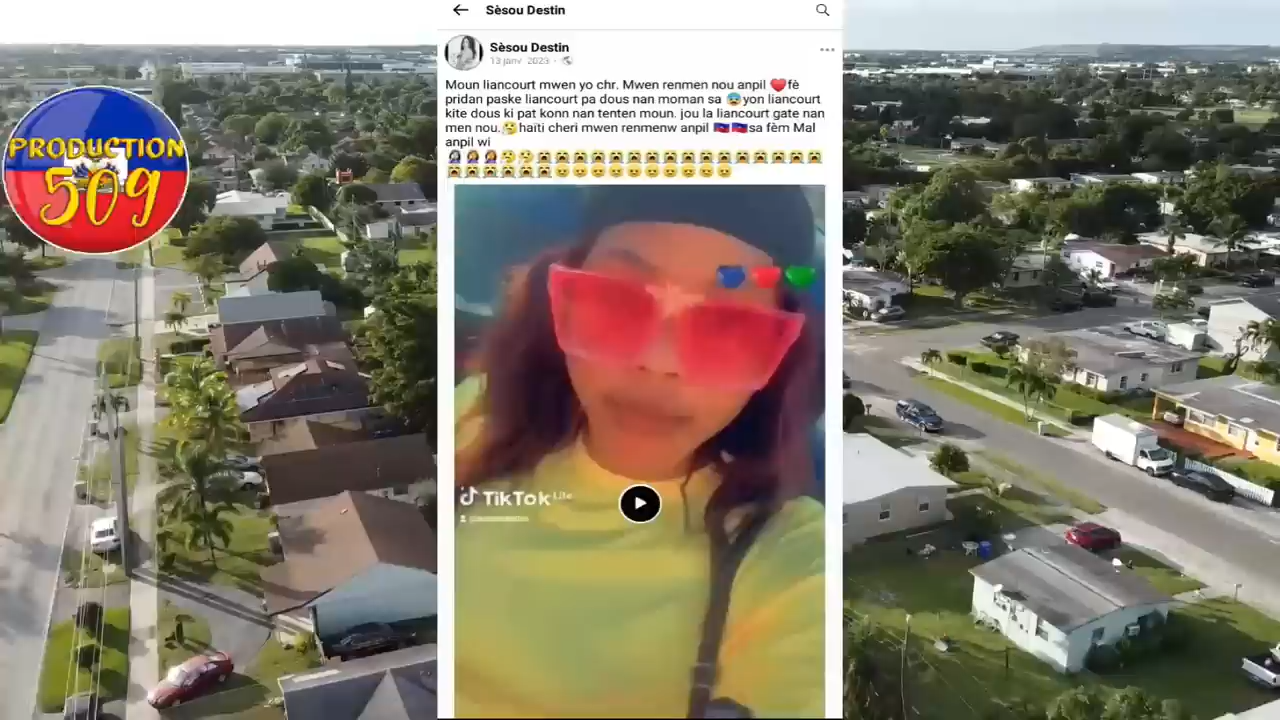 Sèsou Destin
Sèsou Destin
13 janv. 2023 ·
PRODUCTION
509
Moun liancourt mwen yo chr. Mwen renmen nou anpil ❤️fè
pridan paske liancourt pa dous nan moman sa 😰yon liancourt
kite dous ki pat konn nan tenten moun. jou la liancourt gate nan
men nou.🥲haiti cheri mwen renmenw anpil 🇭🇹🇭🇹sa fèm Mal
anpil wi
TikTok Lite